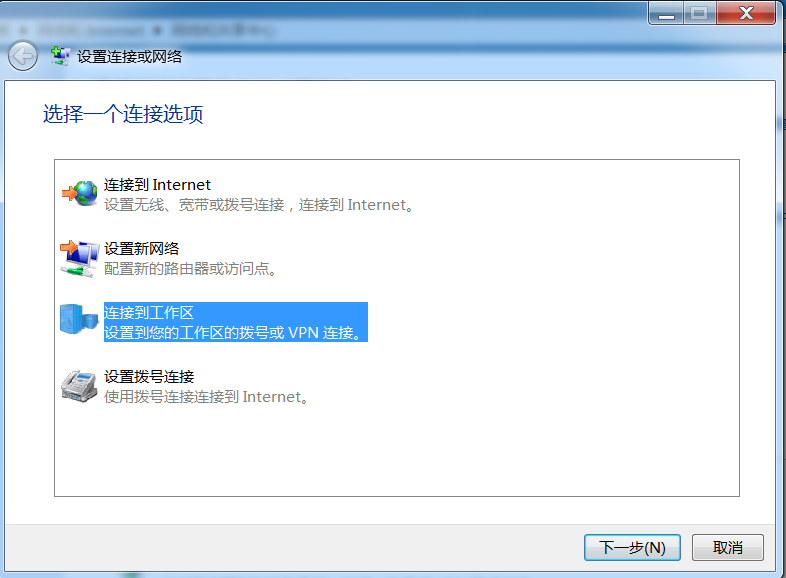 设置连接或网络
选择一个连接选项
连接到 Internet
设置无线、宽带或拨号连接，连接到 Internet。
设置新网络
配置新的路由器或访问点。
连接到工作区
设置到您的工作区的拨号或 VPN 连接。
设置拨号连接
使用拨号连接连接到 Internet。
下一步(N)
取消